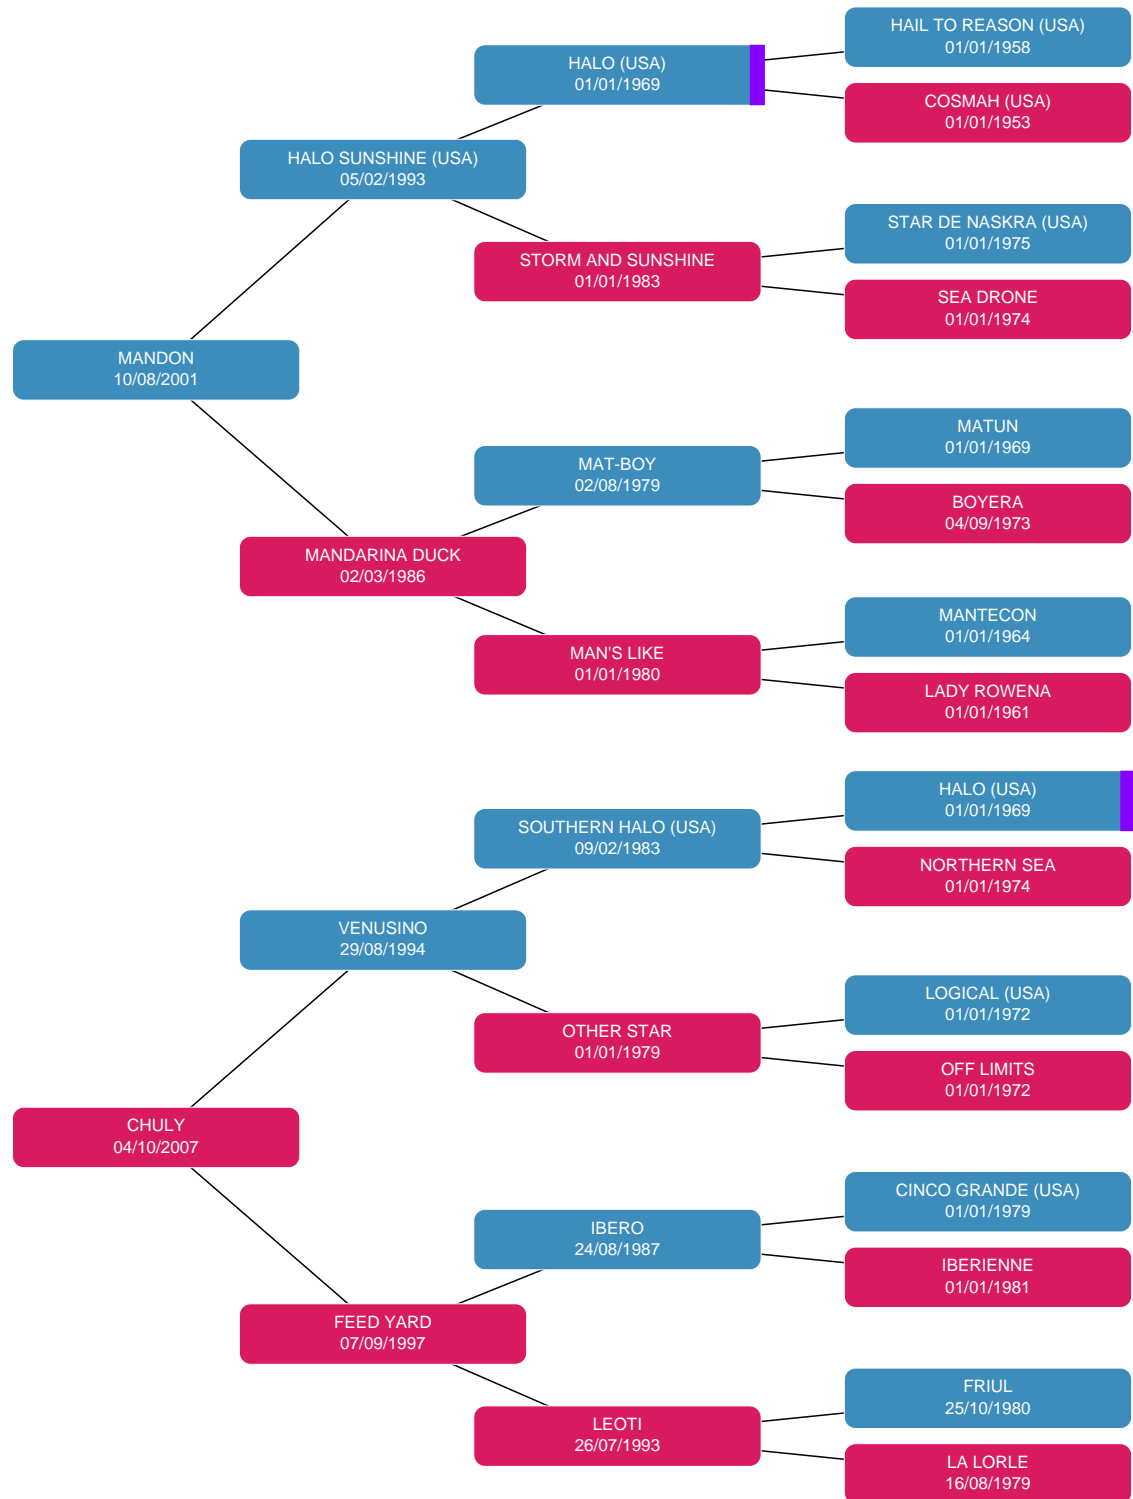 HAIL TO REASON (USA)
01/01/1958
HALO (USA)
01/01/1969
COSMAH (USA)
01/01/1953
HALO SUNSHINE (USA)
05/02/1993
STAR DE NASKRA (USA)
01/01/1975
STORM AND SUNSHINE
01/01/1983
SEA DRONE
01/01/1974
MANDON
10/08/2001
MATUN
01/01/1969
MAT-BOY
02/08/1979
BOYERA
04/09/1973
MANDARINA DUCK
02/03/1986
MANTECON
01/01/1964
MAN'S LIKE
01/01/1980
LADY ROWENA
01/01/1961
HALO (USA)
01/01/1969
SOUTHERN HALO (USA)
09/02/1983
NORTHERN SEA
01/01/1974
VENUSINO
29/08/1994
LOGICAL (USA)
01/01/1972
OTHER STAR
01/01/1979
OFF LIMITS
01/01/1972
CHULY
04/10/2007
CINCO GRANDE (USA)
01/01/1979
IBERO
24/08/1987
IBERIENNE
01/01/1981
FEED YARD
07/09/1997
FRIUL
25/10/1980
LEOTI
26/07/1993
LA LORLE
16/08/1979